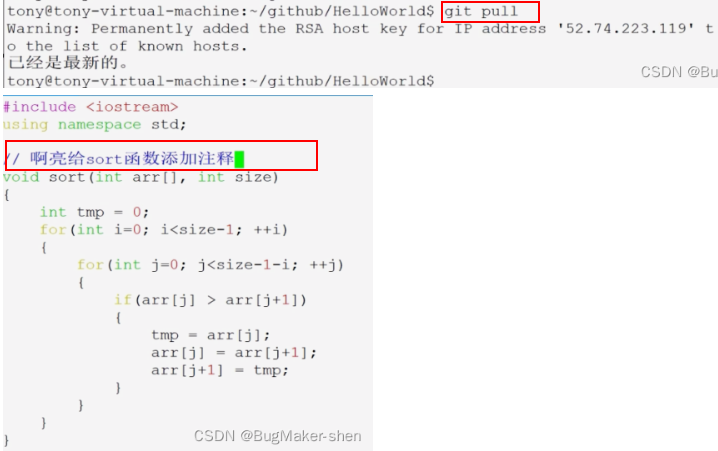 tony@tony-virtual-machine:~/github/HelloWorld$ git pull
Warning: Permanently added the RSA host key for IP address '52.74.223.119' t
o the list of known hosts.
已经是最新的。
tony@tony-virtual-machine:~/github/HelloWorld$
CSDN @Bu
#include <iostream>
using namespace std;
// 啊亮给sort函数添加注释
void sort(int arr[], int size)
{
    int tmp = 0;
    for(int i=0; i<size-1; ++i)
    {
        for(int j=0; j<size-1-i; ++j)
        {
            if(arr[j] > arr[j+1])
            {
                tmp = arr[j];
                arr[j] = arr[j+1];
                arr[j+1] = tmp;
            }
        }
    }
}
CSDN @BugMaker-shen